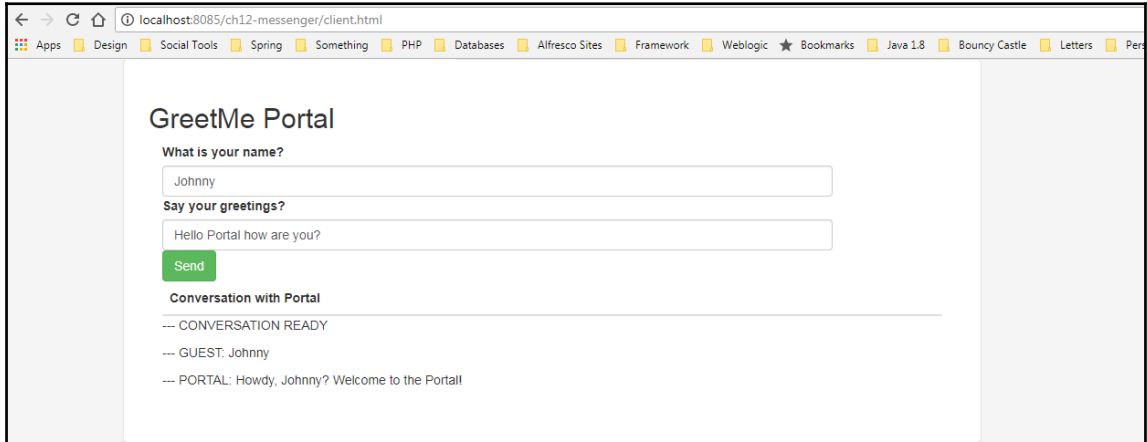 localhost:8085/ch12-messenger/client.html
Apps Design Social Tools Spring Something PHP Databases Alfresco Sites Framework Weblogic Bookmarks Java 1.8 Bouncy Castle Letters Pers
GreetMe Portal
What is your name?
Johnny
Say your greetings?
Hello Portal how are you?
Send
Conversation with Portal
--- CONVERSATION READY
--- GUEST: Johnny
--- PORTAL: Howdy, Johnny? Welcome to the Portal!